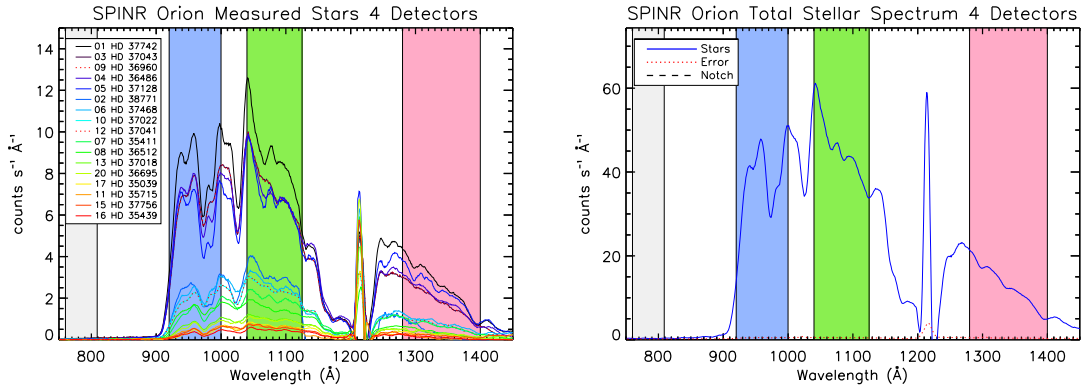 SPINR Orion Measured Stars 4 Detectors
counts s⁻¹ Å⁻¹
14
12
10
8
6
4
2
0
01 HD 37742
03 HD 37043
09 HD 36960
04 HD 36486
05 HD 37128
02 HD 38771
06 HD 37468
10 HD 37022
12 HD 37041
07 HD 35411
08 HD 36512
13 HD 37018
20 HD 36695
17 HD 35039
11 HD 35715
15 HD 37756
16 HD 35439
800 900 1000 1100 1200 1300 1400
Wavelength (Å)
SPINR Orion Total Stellar Spectrum 4 Detectors
counts s⁻¹ Å⁻¹
60
40
20
0
Stars
Error
Notch
800 900 1000 1100 1200 1300 1400
Wavelength (Å)